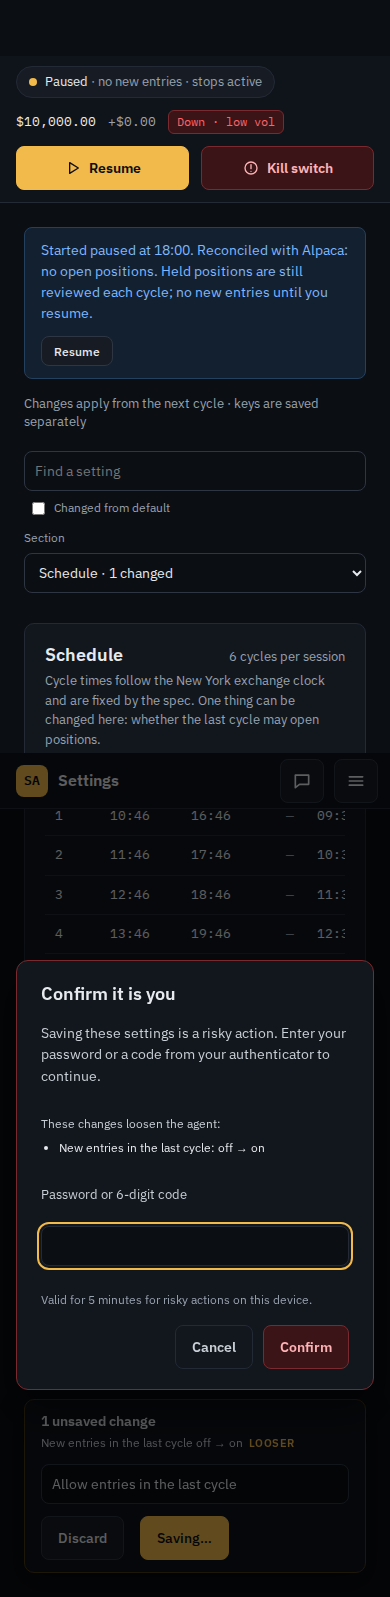 Paused · no new entries · stops active
$10,000.00 +$0.00 Down · low vol
Resume Kill switch
Started paused at 18:00. Reconciled with Alpaca:
no open positions. Held positions are still
reviewed each cycle; no new entries until you
resume.
Resume
Changes apply from the next cycle · keys are saved
separately
Find a setting
Changed from default
Section
Schedule · 1 changed
Schedule 6 cycles per session
Cycle times follow the New York exchange clock
and are fixed by the spec. One thing can be
changed here: whether the last cycle may open
positions.
SA Settings
1 10:46 16:46 —
2 11:46 17:46 —
3 12:46 18:46 —
4 13:46 19:46 —
Confirm it is you
Saving these settings is a risky action. Enter your
password or a code from your authenticator to
continue.
These changes loosen the agent:
• New entries in the last cycle: off → on
Password or 6-digit code
Valid for 5 minutes for risky actions on this device.
Cancel Confirm
1 unsaved change
New entries in the last cycle off → on LOOSER
Allow entries in the last cycle
Discard Saving…